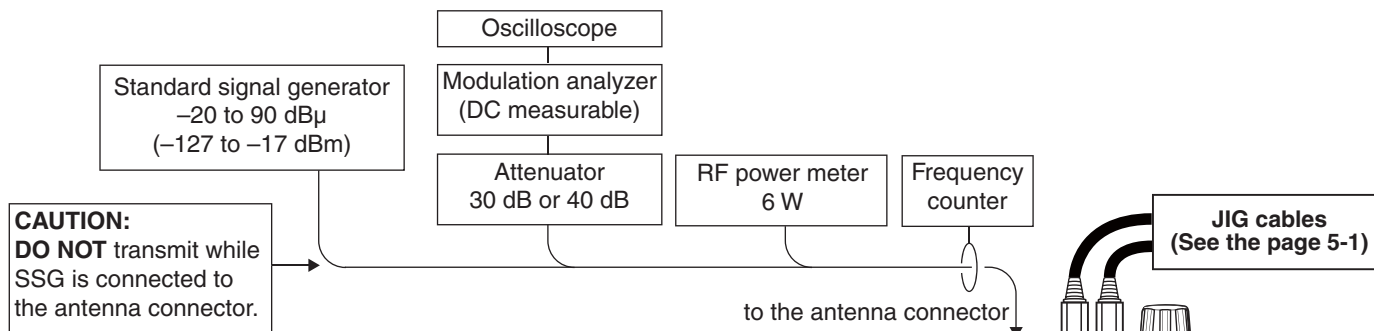 Oscilloscope
Modulation analyzer
(DC measurable)
Standard signal generator
–20 to 90 dBµ
(–127 to –17 dBm)
Attenuator
30 dB or 40 dB
RF power meter
6 W
Frequency
counter
CAUTION:
DO NOT transmit while
SSG is connected to
the antenna connector.
JIG cables
(See the page 5-1)
to the antenna connector